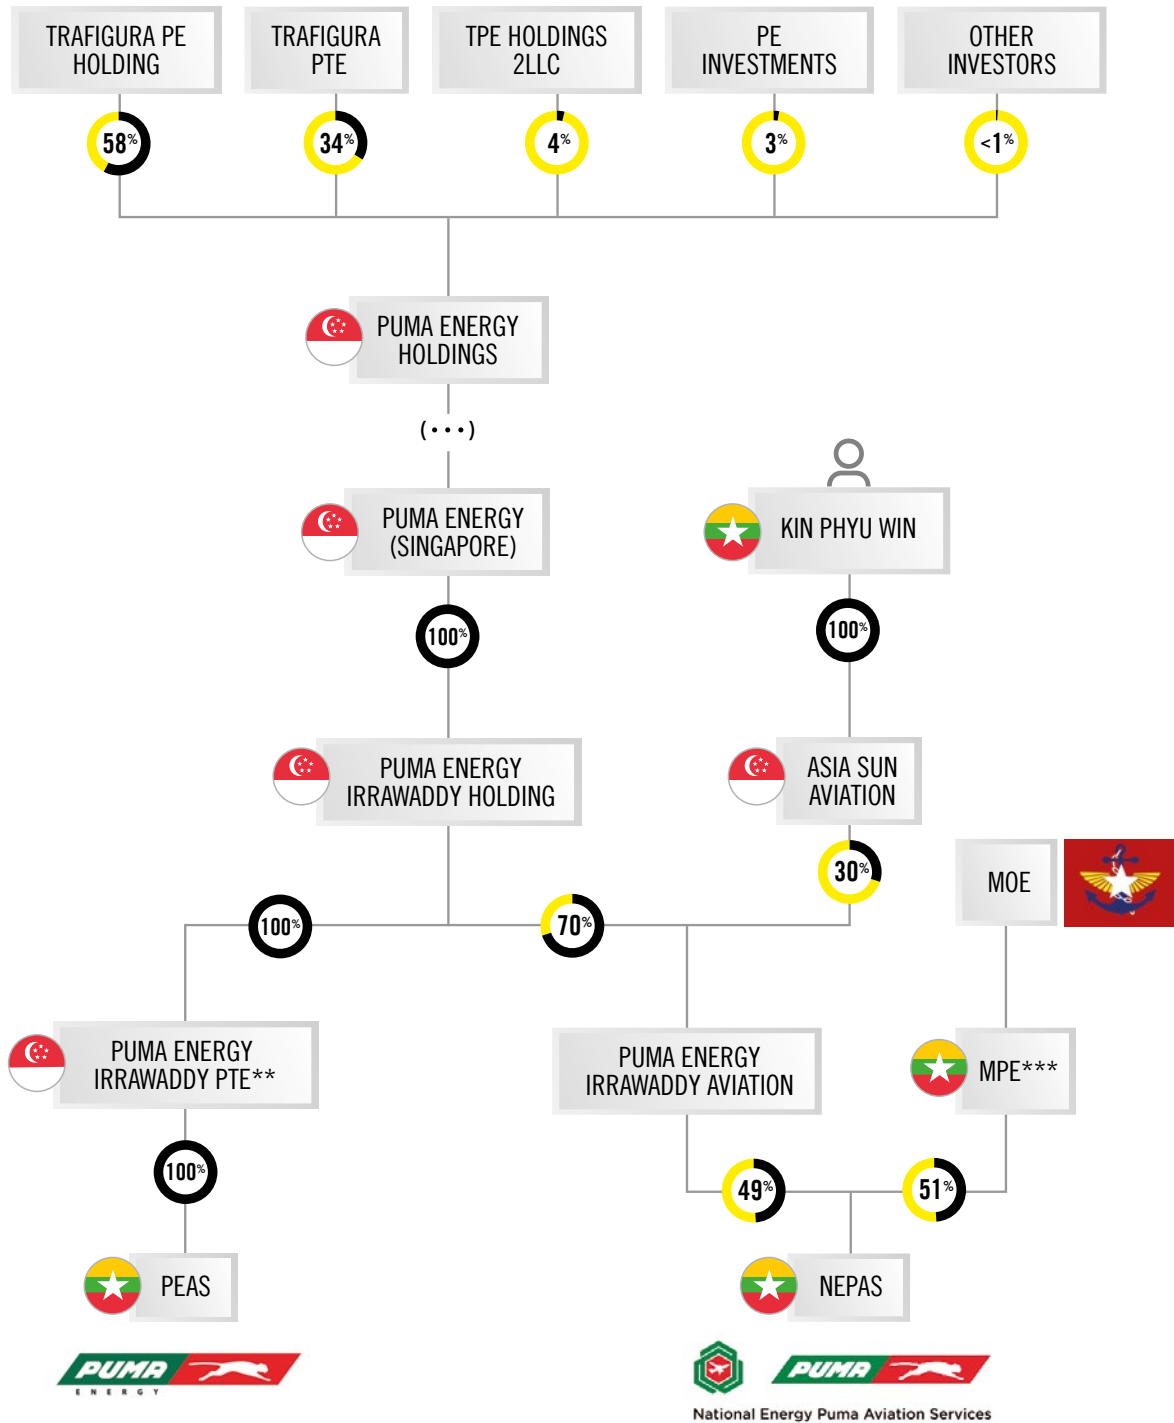 TRAFIGURA PE
HOLDING
TRAFIGURA
PTE
TPE HOLDINGS
2LLC
PE
INVESTMENTS
OTHER
INVESTORS
58%
34%
4%
3%
<1%
PUMA ENERGY
HOLDINGS
(···)
PUMA ENERGY
(SINGAPORE)
KIN PHYU WIN
100%
100%
PUMA ENERGY
IRRAWADDY HOLDING
ASIA SUN
AVIATION
30%
MOE
100%
70%
PUMA ENERGY
IRRAWADDY PTE**
PUMA ENERGY
IRRAWADDY AVIATION
MPE***
100%
49%
51%
PEAS
NEPAS
PUMA
ENERGY
PUMA
National Energy Puma Aviation Services